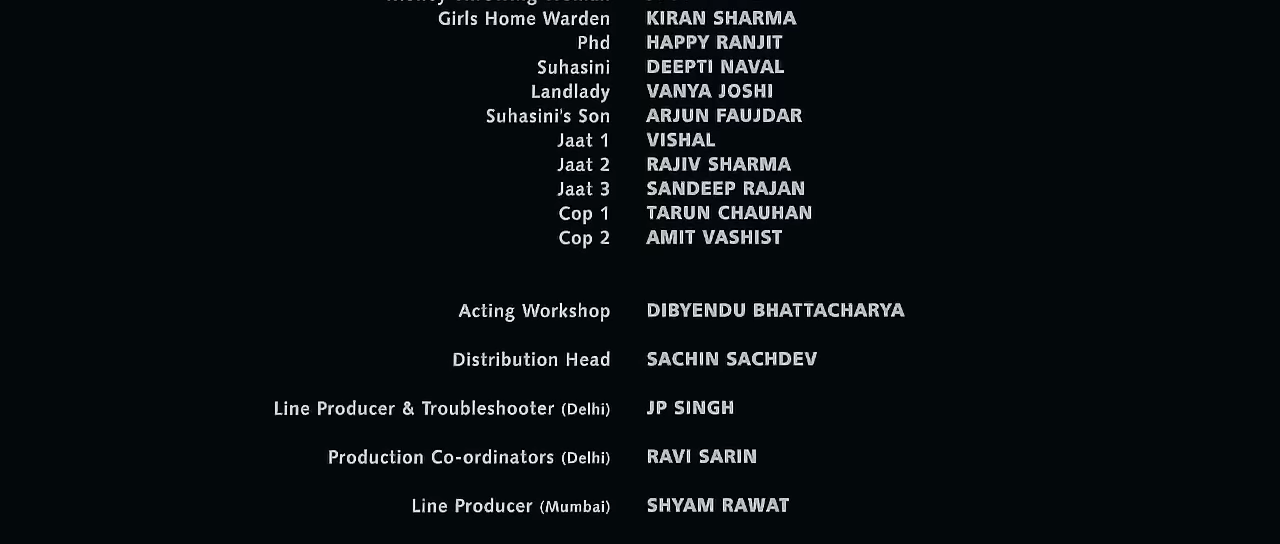 Girls Home Warden KIRAN SHARMA
Phd HAPPY RANJIT
Suhasini DEEPTI NAVAL
Landlady VANYA JOSHI
Suhasini's Son ARJUN FAUJDAR
Jaat 1 VISHAL
Jaat 2 RAJIV SHARMA
Jaat 3 SANDEEP RAJAN
Cop 1 TARUN CHAUHAN
Cop 2 AMIT VASHIST
Acting Workshop DIBYENDU BHATTACHARYA
Distribution Head SACHIN SACHDEV
Line Producer & Troubleshooter (Delhi) JP SINGH
Production Co-ordinators (Delhi) RAVI SARIN
Line Producer (Mumbai) SHYAM RAWAT